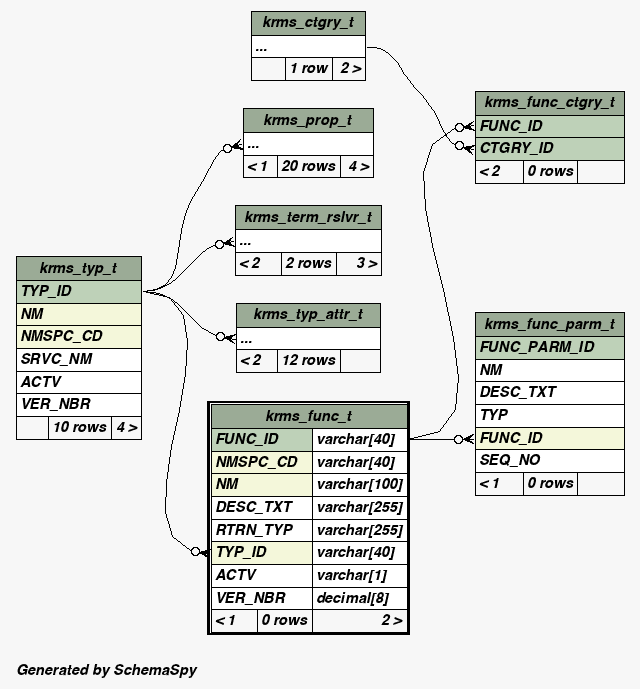 krms_ctgry_t
...
1 row 2 >
krms_func_ctgry_t
FUNC_ID
CTGRY_ID
< 2 0 rows
krms_prop_t
...
< 1 20 rows 4 >
krms_term_rslvr_t
...
< 2 2 rows 3 >
krms_typ_t
TYP_ID
NM
NMSPC_CD
SRVC_NM
ACTV
VER_NBR
10 rows 4 >
krms_typ_attr_t
...
< 2 12 rows
krms_func_parm_t
FUNC_PARM_ID
NM
DESC_TXT
TYP
FUNC_ID
SEQ_NO
< 1 0 rows
krms_func_t
FUNC_ID varchar[40]
NMSPC_CD varchar[40]
NM varchar[100]
DESC_TXT varchar[255]
RTRN_TYP varchar[255]
TYP_ID varchar[40]
ACTV varchar[1]
VER_NBR decimal[8]
< 1 0 rows 2 >
Generated by SchemaSpy